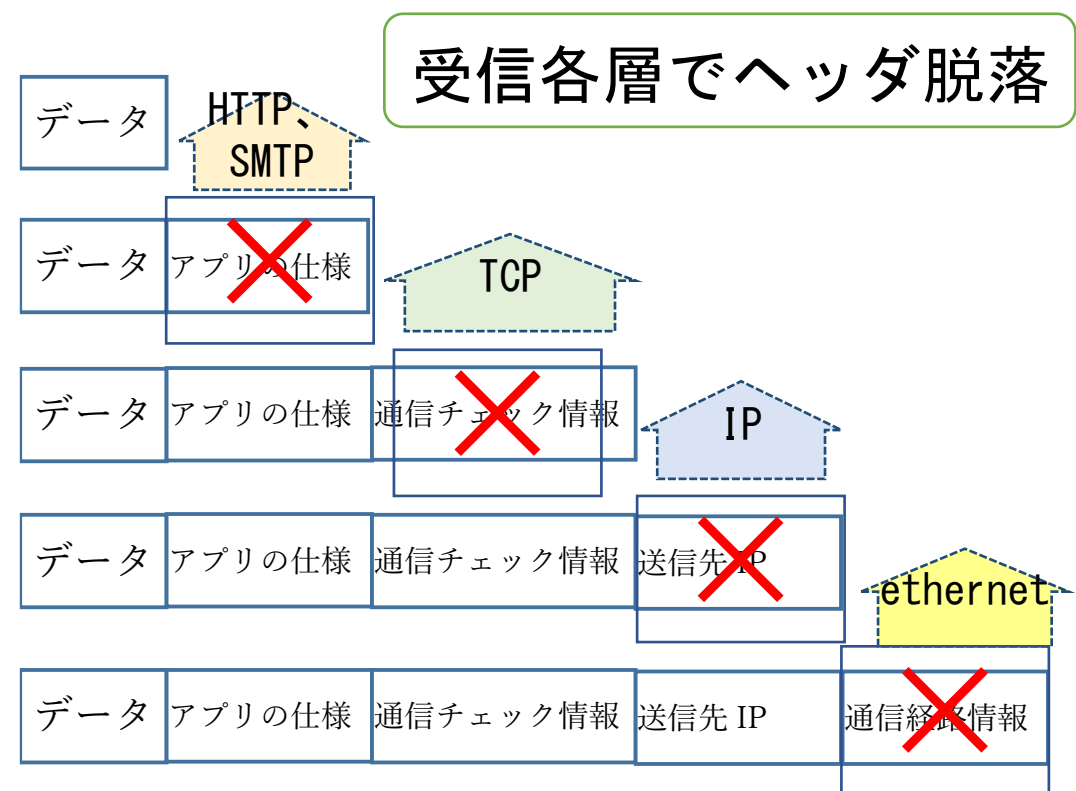 受信各層でヘッダ脱落
データ
HTTP、
SMTP
データ アプリの仕様
TCP
データ アプリの仕様 通信チェック情報
IP
データ アプリの仕様 通信チェック情報 送信先 IP
ethernet
データ アプリの仕様 通信チェック情報 送信先 IP 通信経路情報